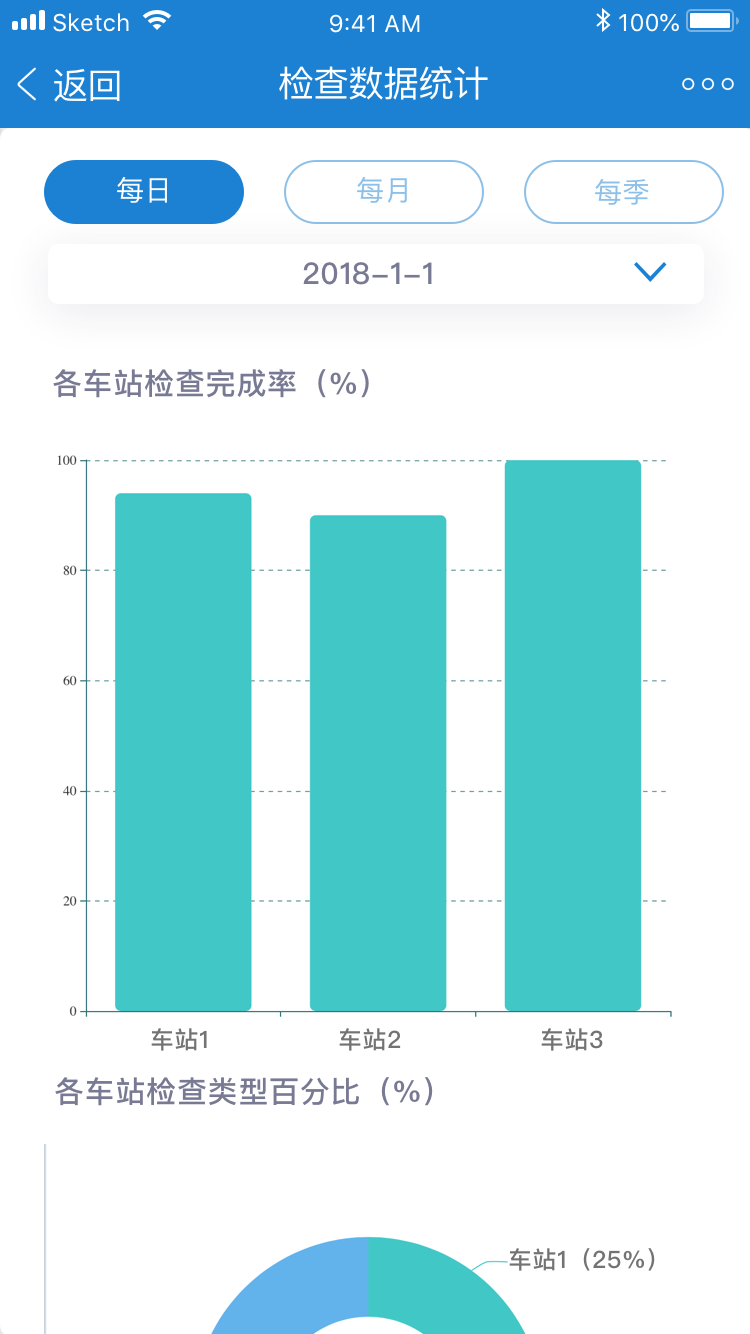 Sketch 9:41 AM 100%
返回 检查数据统计
每日 每月 每季
2018-1-1
各车站检查完成率（%）
100
80
60
40
20
0
车站1 车站2 车站3
各车站检查类型百分比（%）
车站1（25%）